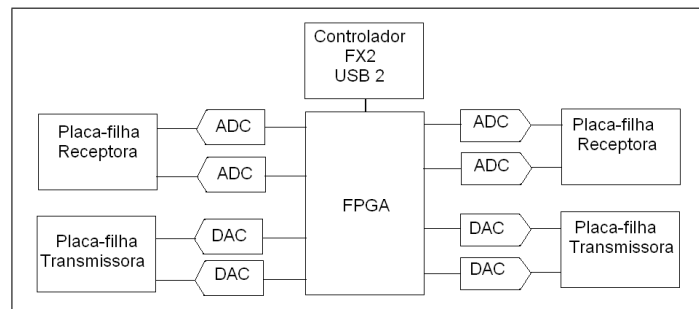 Controlador
FX2
USB 2
Placa-filha
Receptora
ADC
ADC
ADC
ADC
Placa-filha
Receptora
FPGA
Placa-filha
Transmissora
DAC
DAC
DAC
DAC
Placa-filha
Transmissora